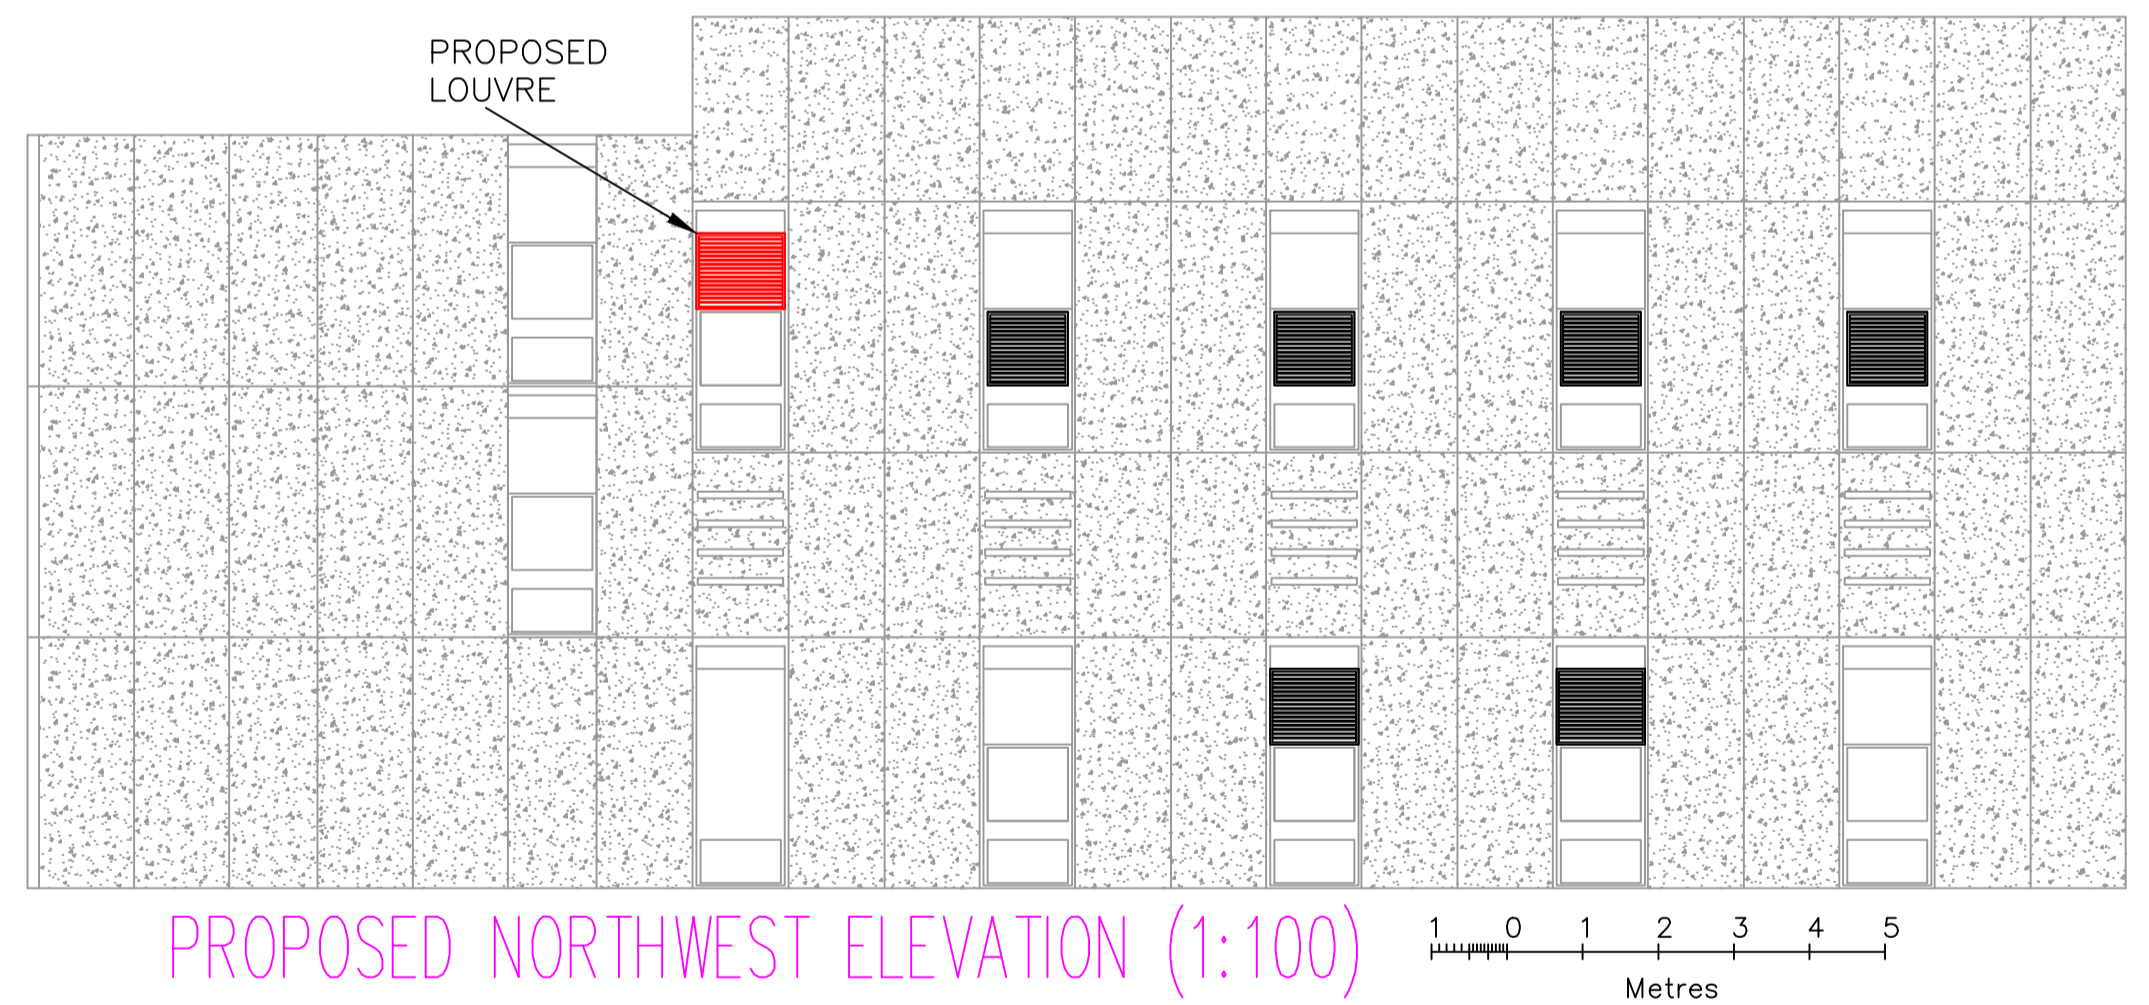 PROPOSED
LOUVRE
PROPOSED NORTHWEST ELEVATION (1:100)
1 0 1 2 3 4 5
Metres